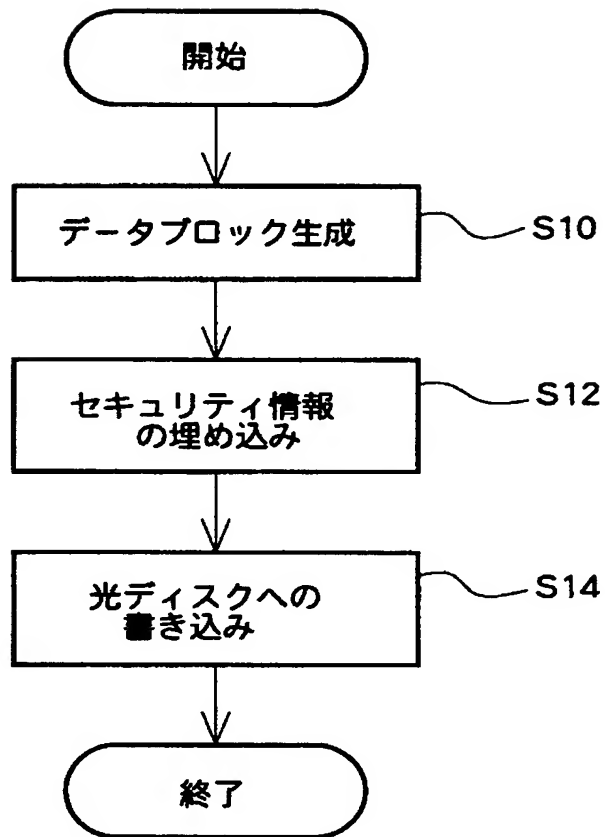 開始
データブロック生成
S10
セキュリティ情報
の埋め込み
S12
光ディスクへの
書き込み
S14
終了